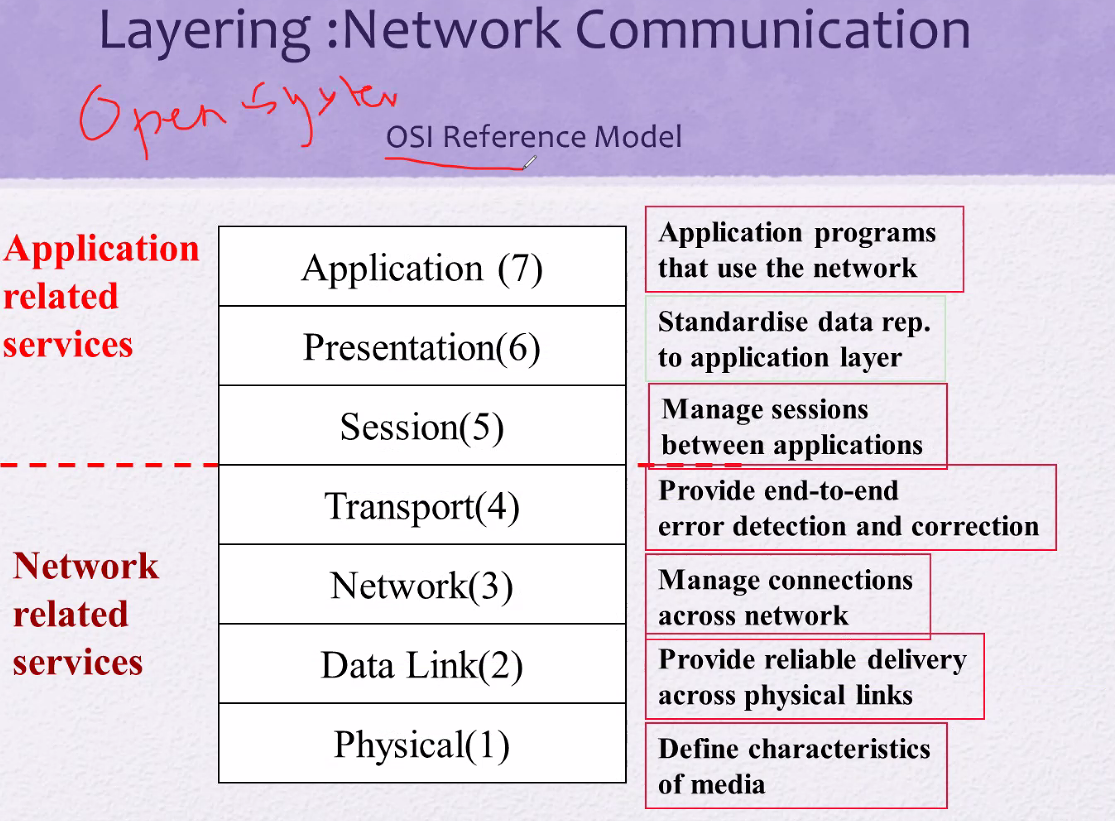 Layering :Network Communication
Open System
OSI Reference Model
Application
related
services
Application (7)
Application programs
that use the network
Presentation(6)
Standardise data rep.
to application layer
Session(5)
Manage sessions
between applications
Transport(4)
Provide end-to-end
error detection and correction
Network
related
services
Network(3)
Manage connections
across network
Data Link(2)
Provide reliable delivery
across physical links
Physical(1)
Define characteristics
of media